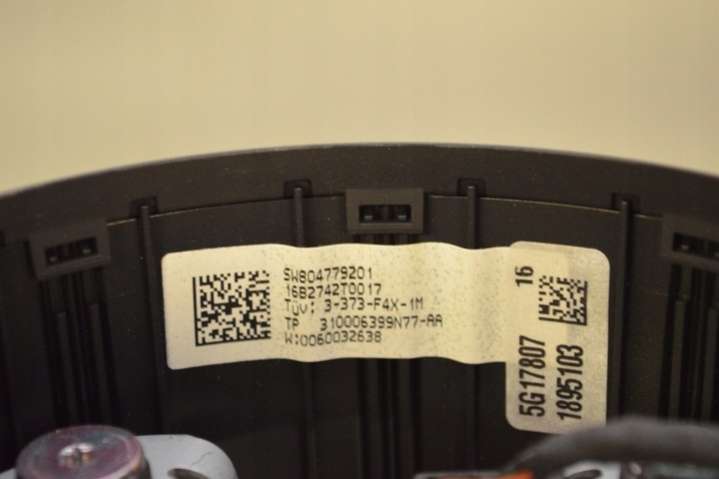 SW804779201
16B2742T0017
Tüv: 3-373-F4X-1M
TP 310006399N77-AA
W:0060032638
16
5G17807
1895103